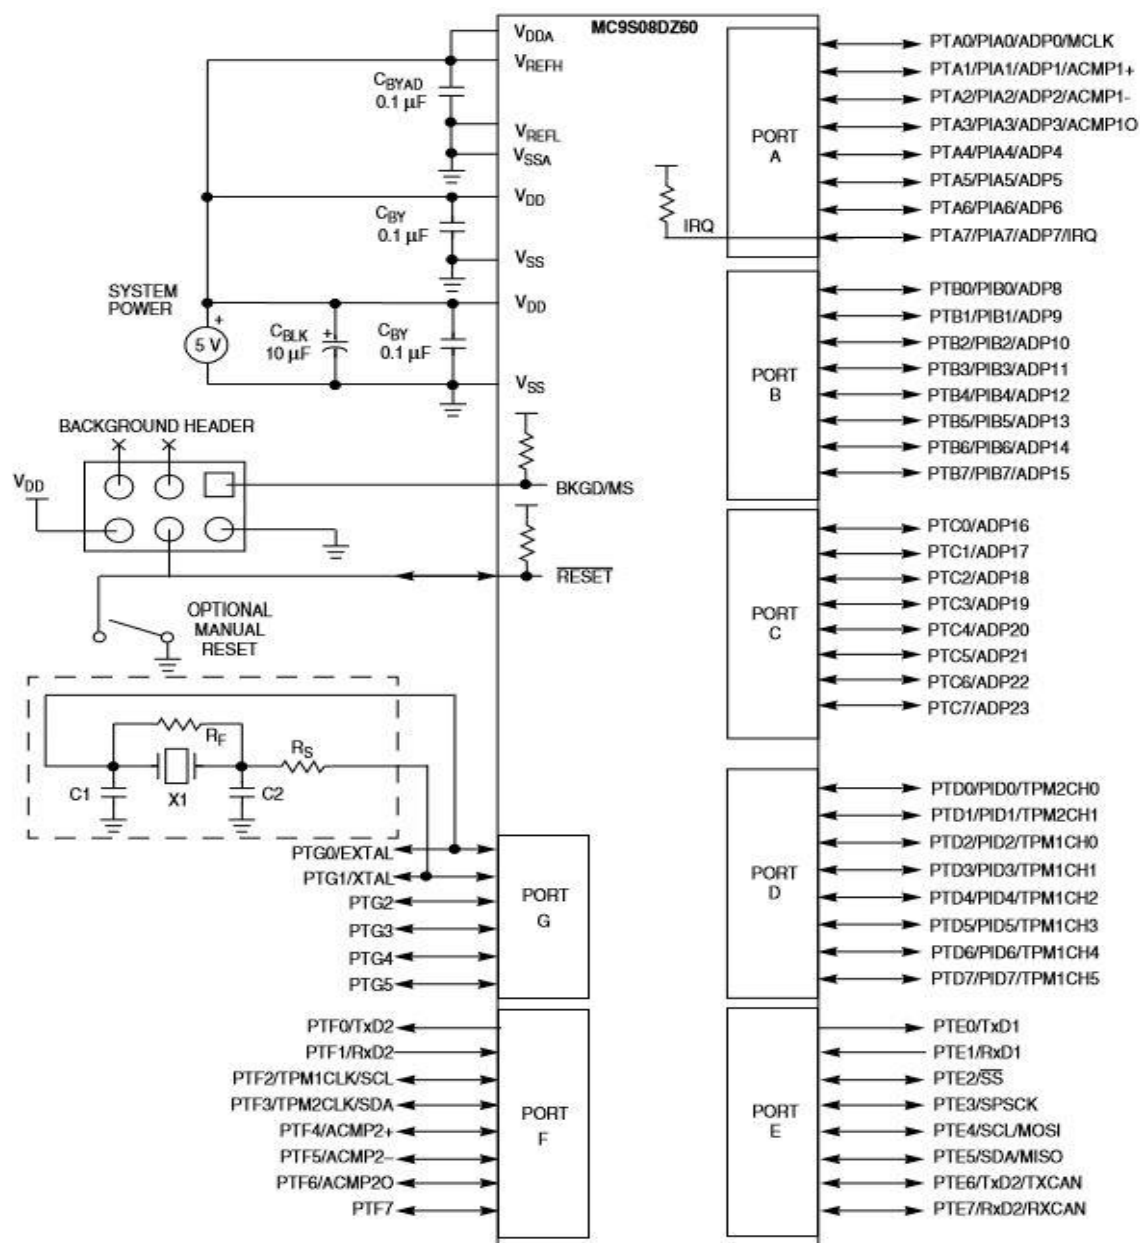 MC9S08DZ60
VDDA
VREFH
CBYAD
0.1 µF
VREFL
VSSA
VDD
CBY
0.1 µF
VSS
SYSTEM
POWER
VDD
+
5 V
CBLK
+
10 µF
CBY
0.1 µF
VSS
BACKGROUND HEADER
VDD
BKGD/MS
RESET
OPTIONAL
MANUAL
RESET
RF
RS
C1
X1
C2
PTG0/EXTAL
PTG1/XTAL
PTG2
PTG3
PTG4
PTG5
PORT
G
PTF0/TxD2
PTF1/RxD2
PTF2/TPM1CLK/SCL
PTF3/TPM2CLK/SDA
PTF4/ACMP2+
PTF5/ACMP2–
PTF6/ACMP2O
PTF7
PORT
F
PORT
A
IRQ
PTA0/PIA0/ADP0/MCLK
PTA1/PIA1/ADP1/ACMP1+
PTA2/PIA2/ADP2/ACMP1-
PTA3/PIA3/ADP3/ACMP1O
PTA4/PIA4/ADP4
PTA5/PIA5/ADP5
PTA6/PIA6/ADP6
PTA7/PIA7/ADP7/IRQ
PORT
B
PTB0/PIB0/ADP8
PTB1/PIB1/ADP9
PTB2/PIB2/ADP10
PTB3/PIB3/ADP11
PTB4/PIB4/ADP12
PTB5/PIB5/ADP13
PTB6/PIB6/ADP14
PTB7/PIB7/ADP15
PORT
C
PTC0/ADP16
PTC1/ADP17
PTC2/ADP18
PTC3/ADP19
PTC4/ADP20
PTC5/ADP21
PTC6/ADP22
PTC7/ADP23
PORT
D
PTD0/PID0/TPM2CH0
PTD1/PID1/TPM2CH1
PTD2/PID2/TPM1CH0
PTD3/PID3/TPM1CH1
PTD4/PID4/TPM1CH2
PTD5/PID5/TPM1CH3
PTD6/PID6/TPM1CH4
PTD7/PID7/TPM1CH5
PORT
E
PTE0/TxD1
PTE1/RxD1
PTE2/SS
PTE3/SPSCK
PTE4/SCL/MOSI
PTE5/SDA/MISO
PTE6/TxD2/TXCAN
PTE7/RxD2/RXCAN